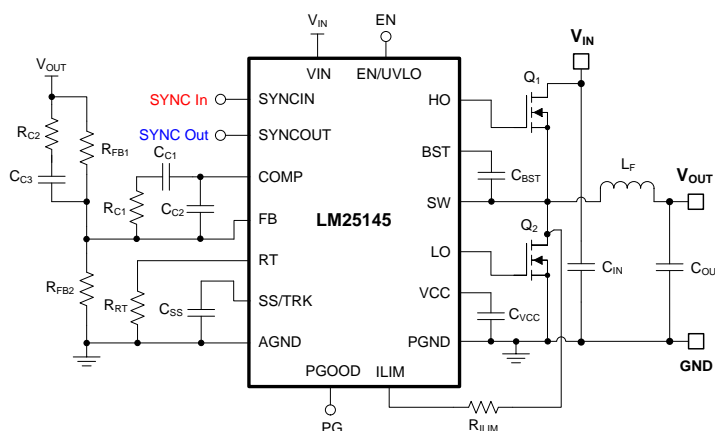 VIN
EN
VIN
VOUT
VIN
EN/UVLO
Q1
SYNC In
SYNCIN
HO
RC2
RFB1
SYNC Out
SYNCOUT
CC1
BST
LF
CC3
COMP
CBST
VOUT
RC1
CC2
SW
FB
LM25145
Q2
LO
RT
RFB2
CIN
COU
RRT
CSS
SS/TRK
VCC
CVCC
AGND
PGND
GND
PGOOD
ILIM
PG
RILIM